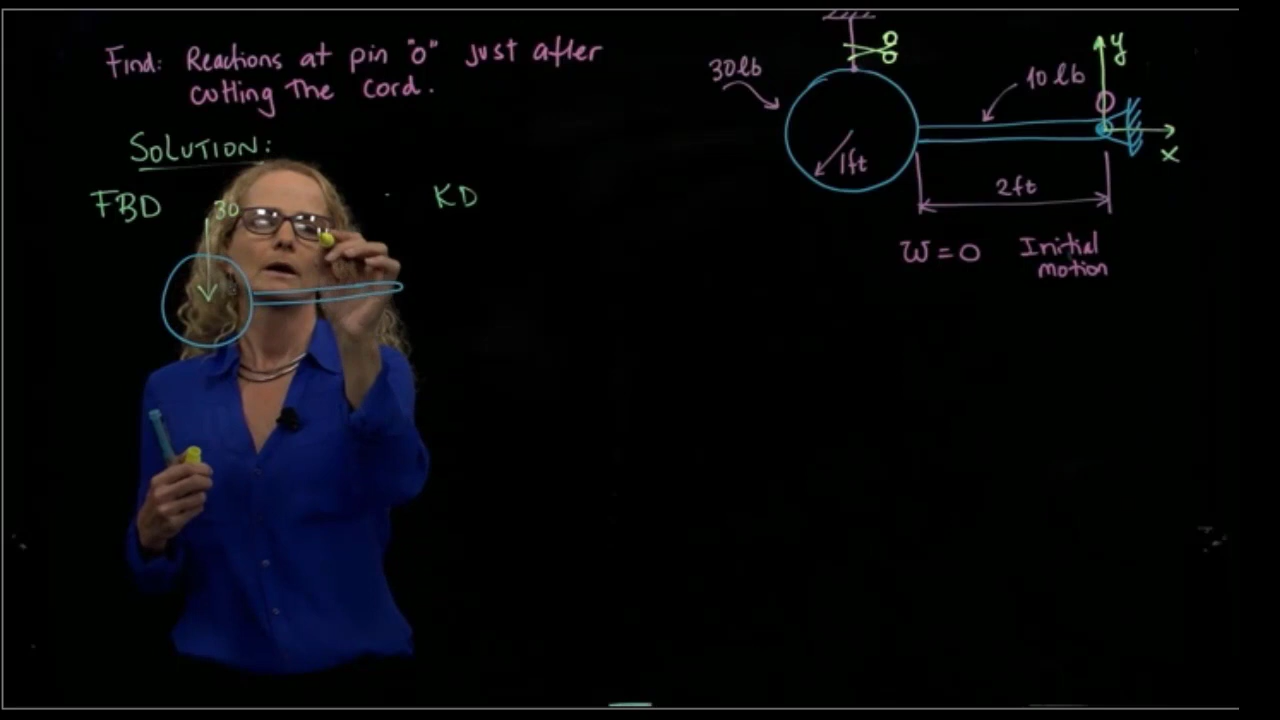 Find: Reactions at pin "O" just after
cutting the cord.
SOLUTION:
FBD
KD
30
30 lb
10 lb
1ft
2ft
y
O
x
ω = 0 Initial
motion